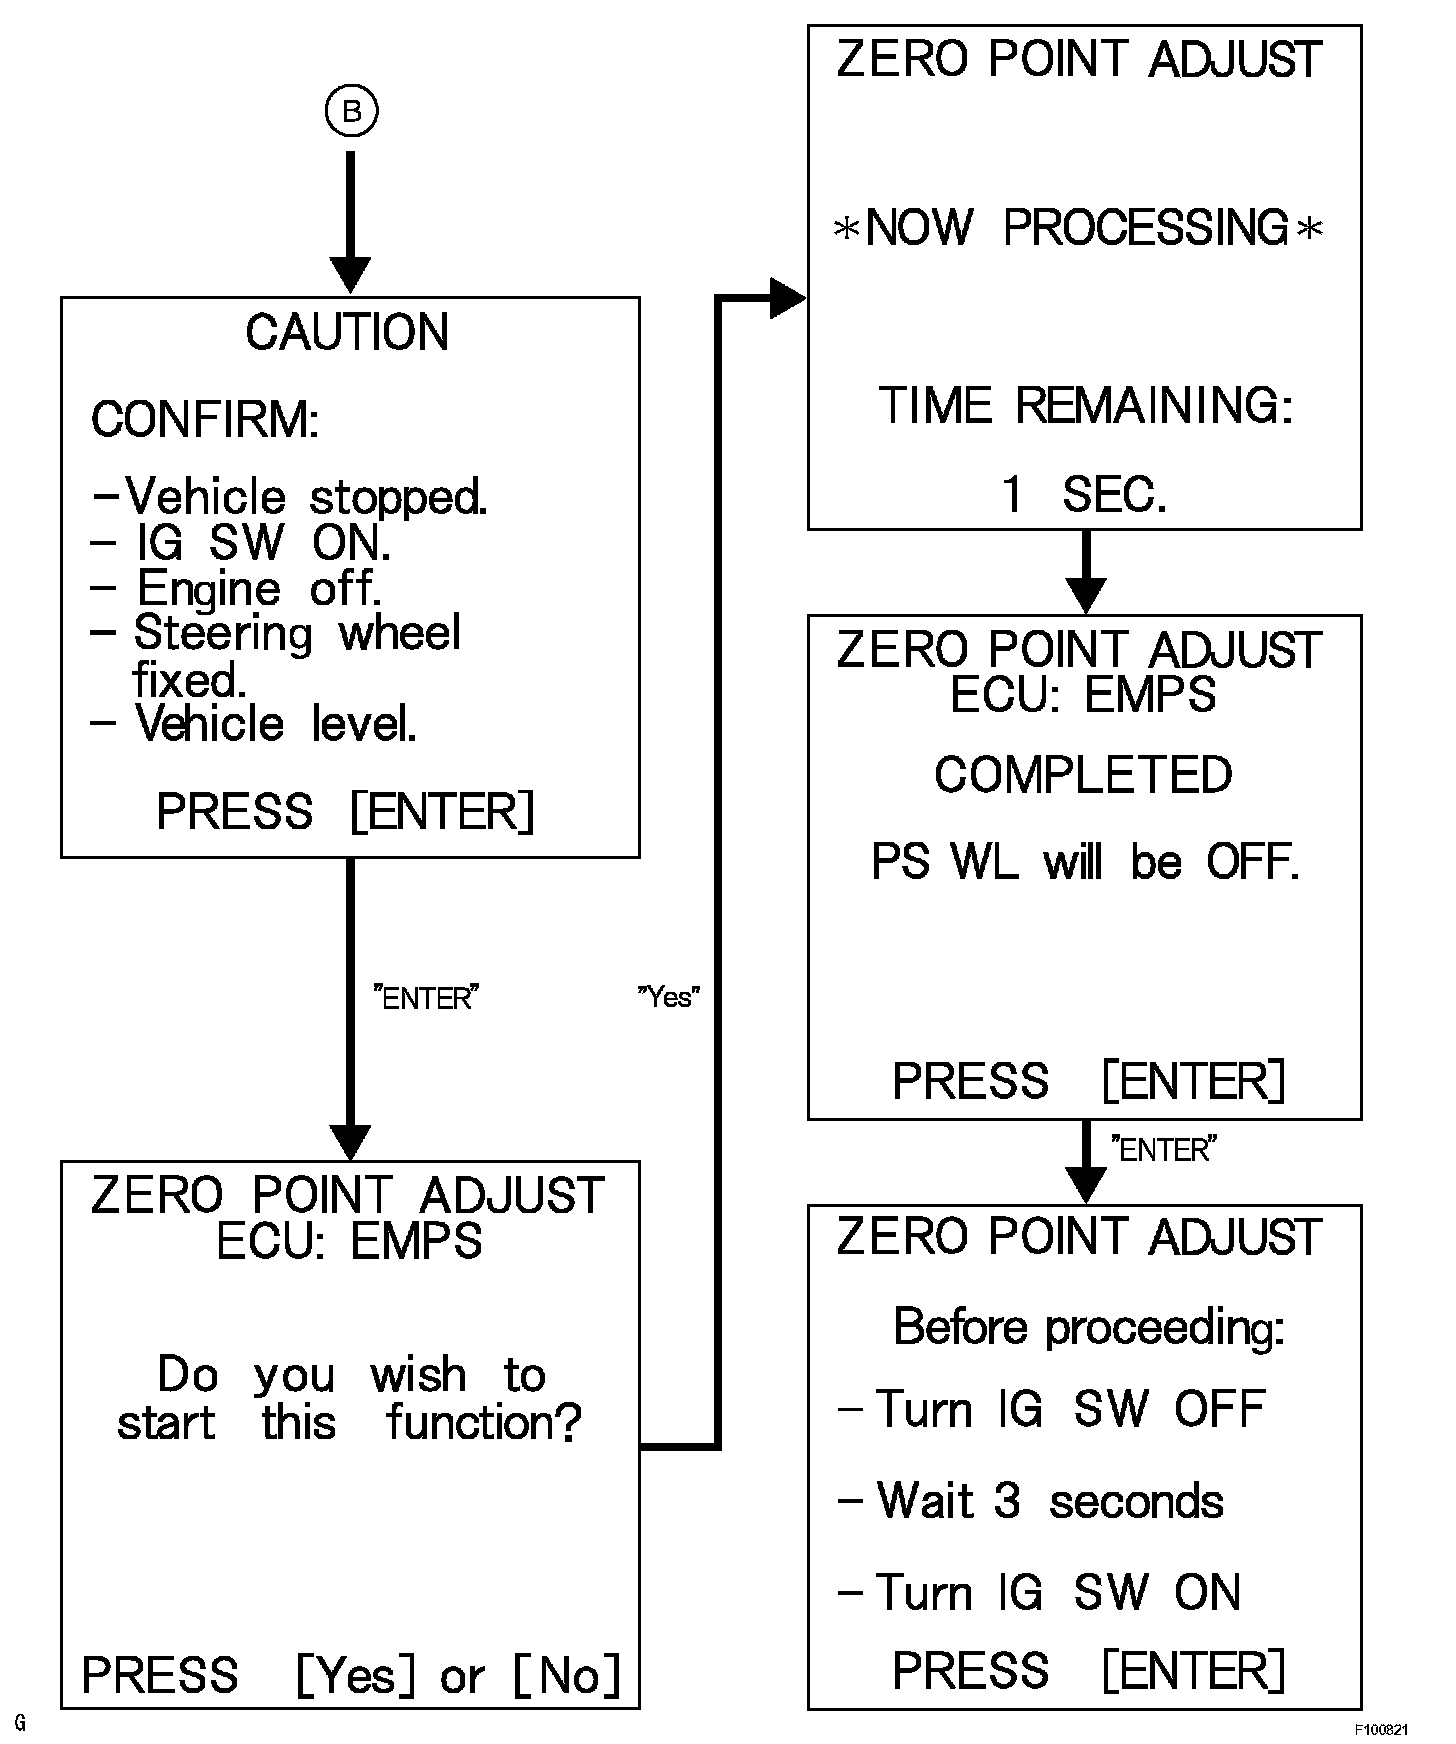 B
CAUTION
CONFIRM:
-Vehicle stopped.
- IG SW ON.
- Engine off.
- Steering wheel
fixed.
- Vehicle level.
PRESS [ENTER]
"ENTER"
ZERO POINT ADJUST
ECU: EMPS
Do you wish to
start this function?
PRESS [Yes] or [No]
"Yes"
ZERO POINT ADJUST
*NOW PROCESSING*
TIME REMAINING:
1 SEC.
ZERO POINT ADJUST
ECU: EMPS
COMPLETED
PS WL will be OFF.
PRESS [ENTER]
"ENTER"
ZERO POINT ADJUST
Before proceeding:
- Turn IG SW OFF
- Wait 3 seconds
- Turn IG SW ON
PRESS [ENTER]
G
F100821